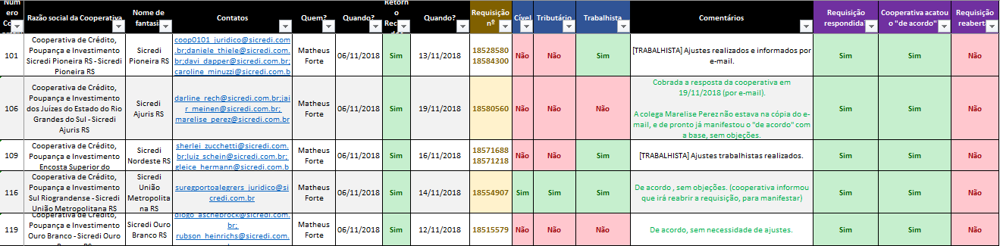 Núm
ero
Co
Razão social da Cooperativa
Nome de
fantasia
Contatos
Quem?
Quando?
Retorn
o
Quando?
Requisição
nº
Cível
Tributário
Trabalhista
Comentários
Requisição
respondida
Cooperativa acatou
o "de acordo"
Requisição
reaberta
101
Cooperativa de Crédito,
Poupança e Investimento
Sicredi Pioneira RS - Sicredi
Pioneira RS
Sicredi
Pioneira RS
coop0101_juridico@sicredi.com
.br;daniele_thiele@sicredi.com.
br;davi_dapper@sicredi.com.br;
caroline_minuzzi@sicredi.com.b
Matheus
Forte
06/11/2018
Sim
13/11/2018
18528580
18584300
Não
Não
Sim
[TRABALHISTA] Ajustes realizados e informados por
e-mail.
Sim
Sim
Não
106
Cooperativa de Crédito,
Poupança e Investimento
dos Juízes do Estado do Rio
Grandes do Sul - Sicredi
Ajuris RS
Sicredi
Ajuris RS
darline_rech@sicredi.com.br;jai
r_meinen@sicredi.com.br;
marelise_perez@sicredi.com.br
Matheus
Forte
06/11/2018
Sim
19/11/2018
18580560
Não
Não
Não
Cobrada a resposta da cooperativa em
19/11/2018 (por e-mail).
A colega Marelise Perez não estava na cópia do e-
mail, e de pronto já manifestou o "de acordo" com
a base, sem objeções.
Sim
Sim
Não
109
Cooperativa de Crédito,
Poupança e Investimento
Encosta Superior do
Sicredi
Nordeste RS
sherlei_zucchetti@sicredi.com.
br;luiz_schein@sicredi.com.br;
gleice_hermann@sicredi.com.b
Matheus
Forte
06/11/2018
Sim
16/11/2018
18571688
18571218
Não
Não
Sim
[TRABALHISTA] Ajustes trabalhistas realizados.
Sim
Sim
Não
116
Cooperativa de Crédito,
Poupança e Investimento
Sul Riograndense - Sicredi
União Metropolitana RS
Sicredi
União
Metropolita
na RS
suregportoalegrers_juridico@si
credi.com.br
Matheus
Forte
06/11/2018
Sim
14/11/2018
18554907
Sim
Sim
Sim
De acordo , sem objeções. (cooperativa informou
que irá reabrir a requisição, para manifestar)
Sim
Sim
Não
119
Cooperativa de Crédito,
Poupança e Investimento
Ouro Branco - Sicredi Ouro
Sicredi Ouro
Branco RS
diogo_aschebrock@sicredi.com.
br;
rubson_heinrichs@sicredi.com.
Matheus
Forte
06/11/2018
Sim
12/11/2018
18515579
Não
Não
Não
De acordo, sem necessidade de ajustes.
Sim
Sim
Não